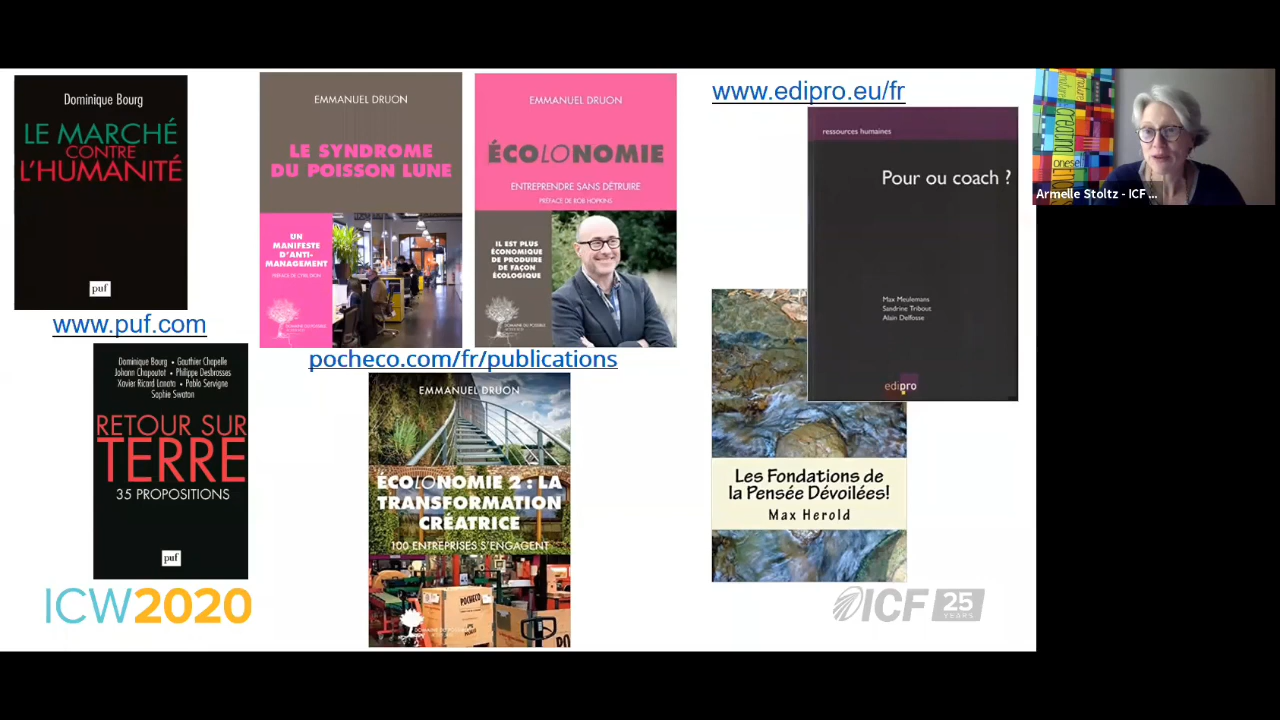 Dominique Bourg
LE MARCHÉ
CONTRE
L'HUMANITÉ
puf
www.puf.com
Dominique Bourg • Gauthier Chapelle
Johann Chapoutot • Philippe Desbrosses
Xavier Ricard Lanata • Pablo Servigne
Sophie Swaton
RETOUR SUR
TERRE
35 PROPOSITIONS
puf
ICW2020
EMMANUEL DRUON
LE SYNDROME
DU POISSON LUNE
UN
MANIFESTE
D'ANTI-
MANAGEMENT
EMMANUEL DRUON
ÉCOLONOMIE
ENTREPRENDRE SANS DÉTRUIRE
PRÉFACE DE ROB HOPKINS
IL EST PLUS
ÉCONOMIQUE
DE PRODUIRE
DE FAÇON
ÉCOLOGIQUE
DOMAINE DU POSSIBLE
pocheco.com/fr/publications
EMMANUEL DRUON
ÉCOLONOMIE 2 : LA
TRANSFORMATION
CRÉATRICE
100 ENTREPRISES S'ENGAGENT
POCHECO
www.edipro.eu/fr
ressources humaines
Pour ou coach ?
Max Meulemans
Sandrine Tribout
Alain Delfosse
edipro
Les Fondations de
la Pensée Dévoilées!
Max Herold
ICF 25
YEARS
Armelle Stoltz - ICF ...